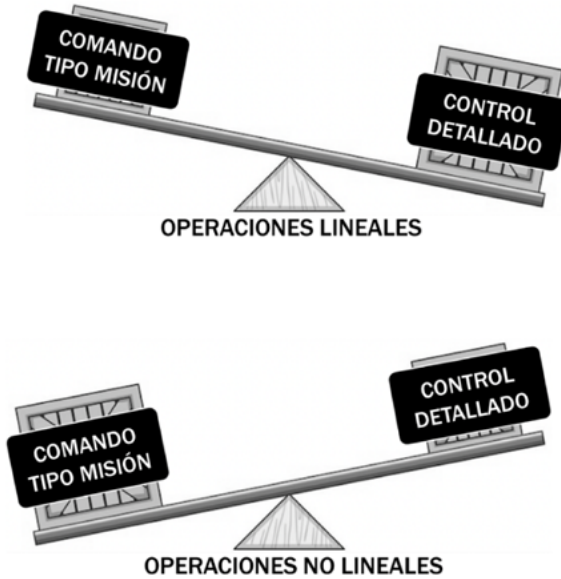 COMANDO
TIPO MISIÓN
CONTROL
DETALLADO
OPERACIONES LINEALES
CONTROL
DETALLADO
COMANDO
TIPO MISIÓN
OPERACIONES NO LINEALES